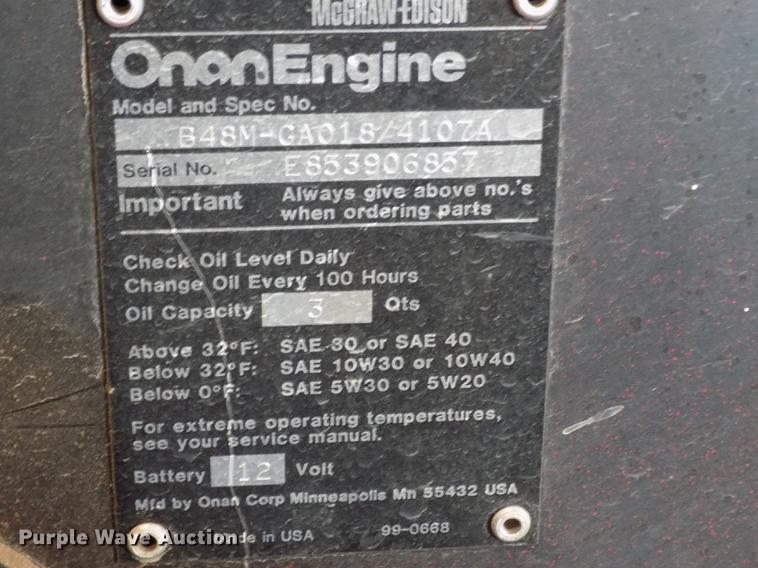 McGRAW-EDISON
Onan Engine
Model and Spec No.
B48M-GA018/4107A
Serial No. E853906857
Important Always give above no.'s
when ordering parts
Check Oil Level Daily
Change Oil Every 100 Hours
Oil Capacity 3 Qts
Above 32°F: SAE 30 or SAE 40
Below 32°F: SAE 10W30 or 10W40
Below 0°F: SAE 5W30 or 5W20
For extreme operating temperatures,
see your service manual.
Battery 12 Volt
Mfd by Onan Corp Minneapolis Mn 55432 USA
in USA 99-0668
Purple Wave Auction